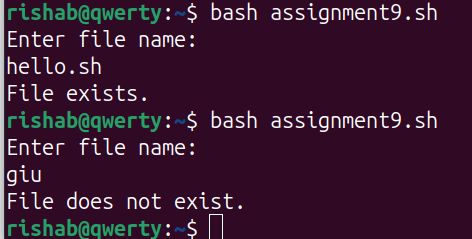 rishab@qwerty:~$ bash assignment9.sh
Enter file name:
hello.sh
File exists.
rishab@qwerty:~$ bash assignment9.sh
Enter file name:
giu
File does not exist.
rishab@qwerty:~$